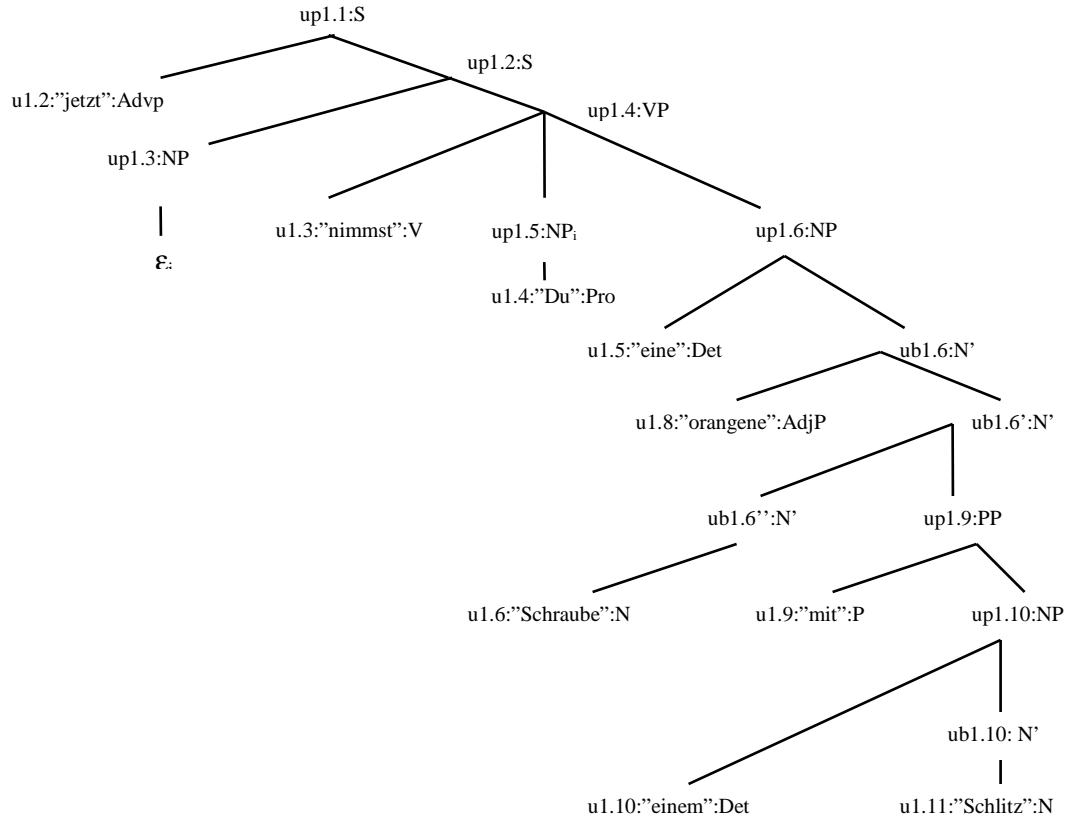 up1.1:S
up1.2:S
u1.2:”jetzt”:Advp
up1.4:VP
up1.3:NP
u1.3:”nimmst”:V
up1.5:NPᵢ
up1.6:NP
εᵢ
u1.4:”Du”:Pro
u1.5:”eine”:Det
ub1.6:N’
u1.8:”orangene”:AdjP
ub1.6’:N’
ub1.6’’:N’
up1.9:PP
u1.6:”Schraube”:N
u1.9:”mit”:P
up1.10:NP
ub1.10: N’
u1.10:”einem”:Det
u1.11:”Schlitz”:N